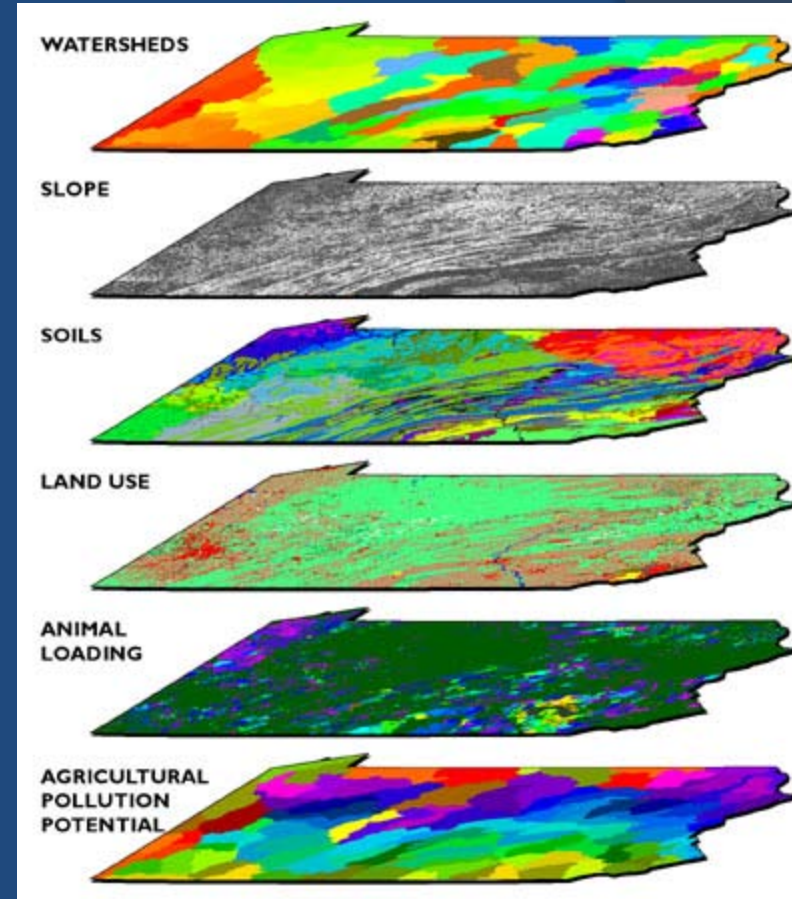 WATERSHEDS
SLOPE
SOILS
LAND USE
ANIMAL
LOADING
AGRICULTURAL
POLLUTION
POTENTIAL